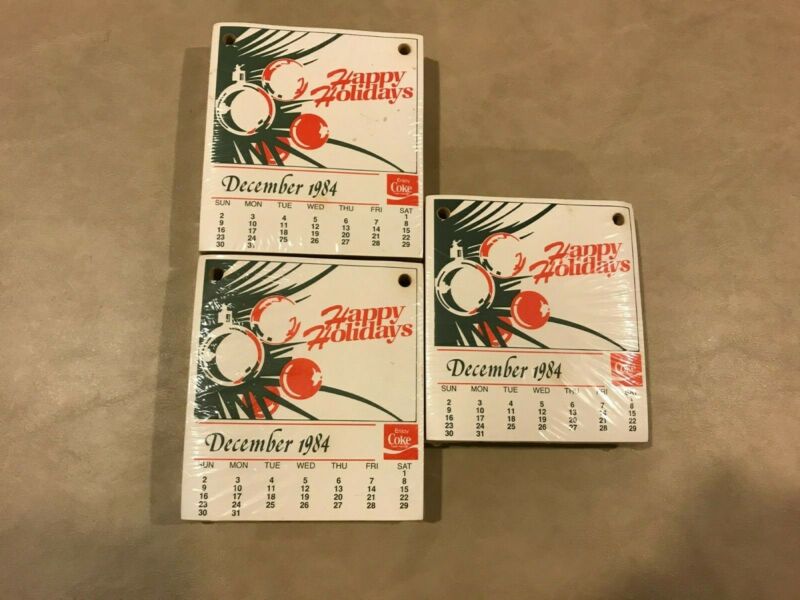 Happy
Holidays
December 1984
Enjoy
Coke
SUN MON TUE WED THU FRI SAT
1
2 3 4 5 6 7 8
9 10 11 12 13 14 15
16 17 18 19 20 21 22
23 24 25 26 27 28 29
30 31
Happy
Holidays
December 1984
Enjoy
Coke
SUN MON TUE WED THU FRI SAT
1
2 3 4 5 6 7 8
9 10 11 12 13 14 15
16 17 18 19 20 21 22
23 24 25 26 27 28 29
30 31
Happy
Holidays
December 1984
Coke
SUN MON TUE WED THU FRI SAT
1
2 3 4 5 6 7 8
9 10 11 12 13 14 15
16 17 18 19 20 21 22
23 24 25 26 27 28 29
30 31